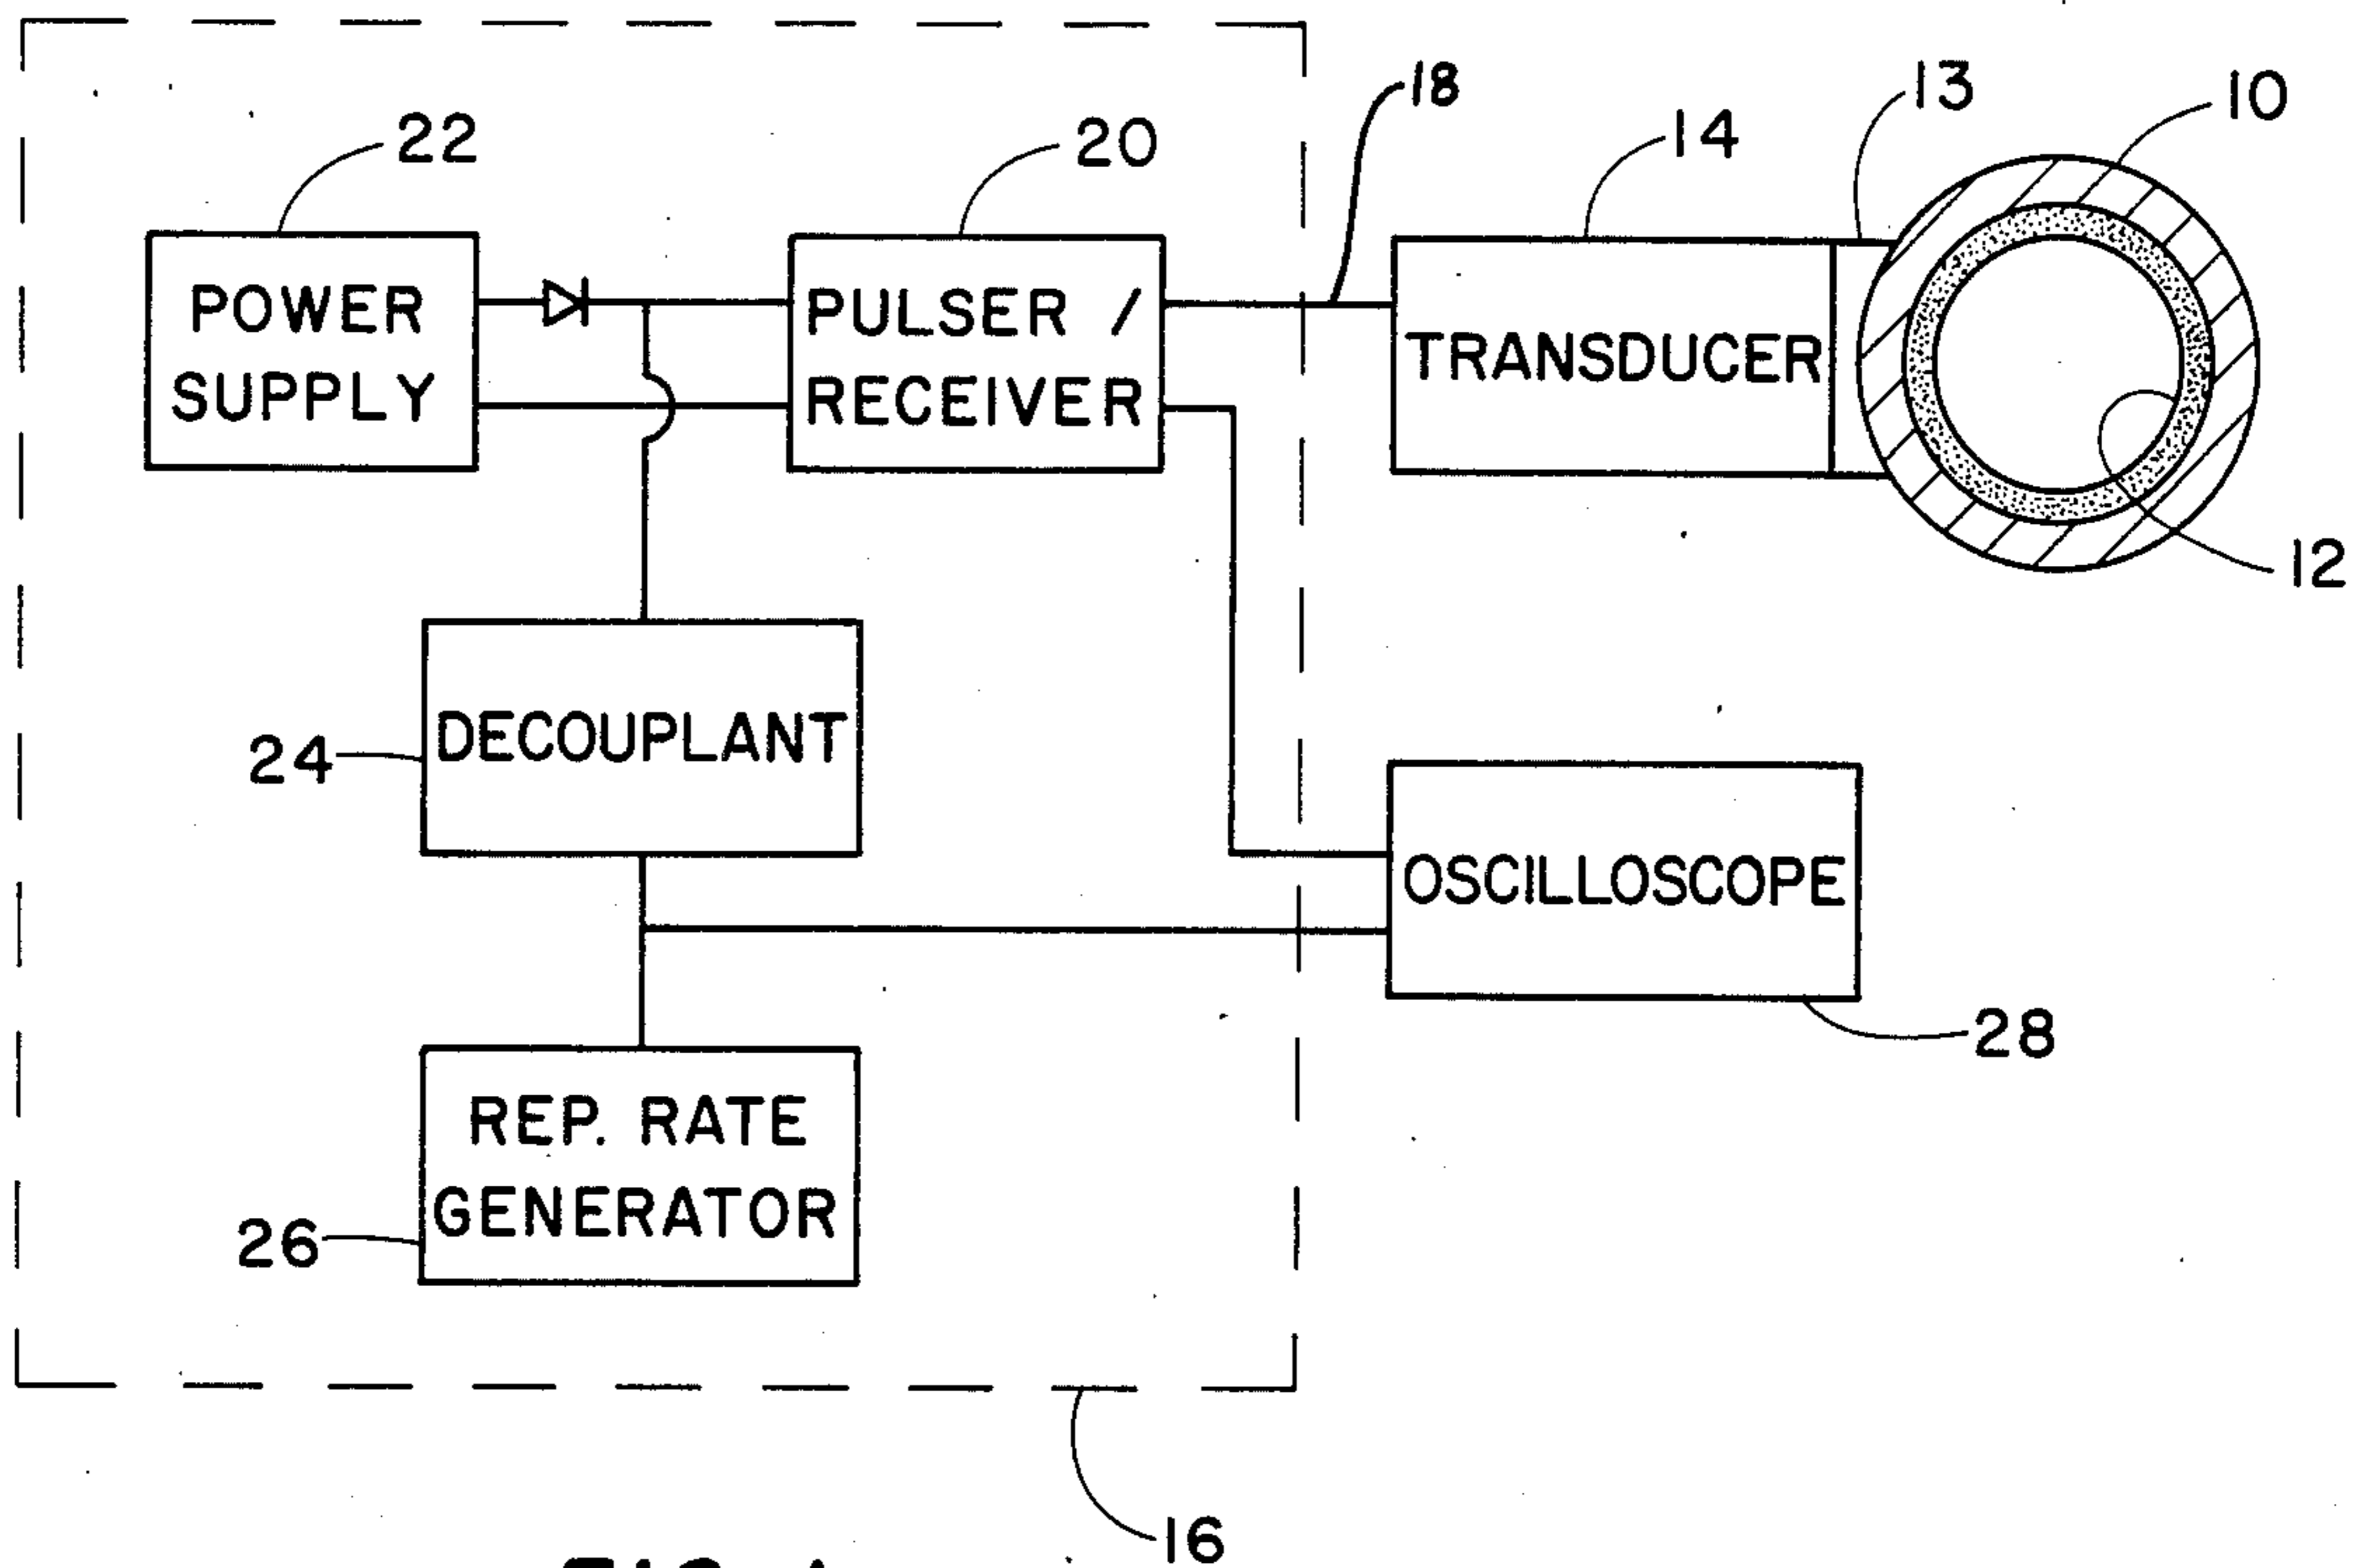 18
13
10
22
20
14
POWER
SUPPLY
PULSER /
RECEIVER
TRANSDUCER
12
24
DECOUPLANT
OSCILLOSCOPE
28
REP. RATE
GENERATOR
26
16